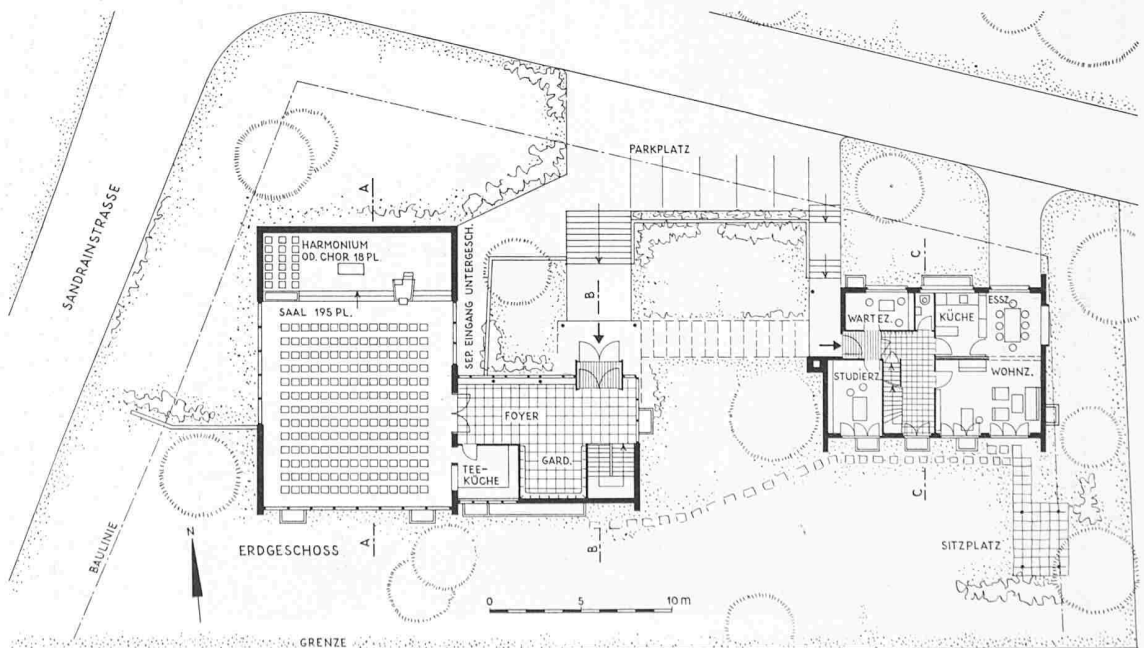 SANDRAINSTRASSE
PARKPLATZ
A
HARMONIUM
OD. CHOR 18 PL.
SAAL 195 PL.
SEP. EINGANG UNTERGESCH.
B
C
WARTEZ.
KÜCHE
ESSZ.
STUDIERZ.
WOHNZ.
FOYER
GARD.
TEE-
KÜCHE
BAULINIE
N
ERDGESCHOSS
A
B
C
SITZPLATZ
0 5 10 m
GRENZE